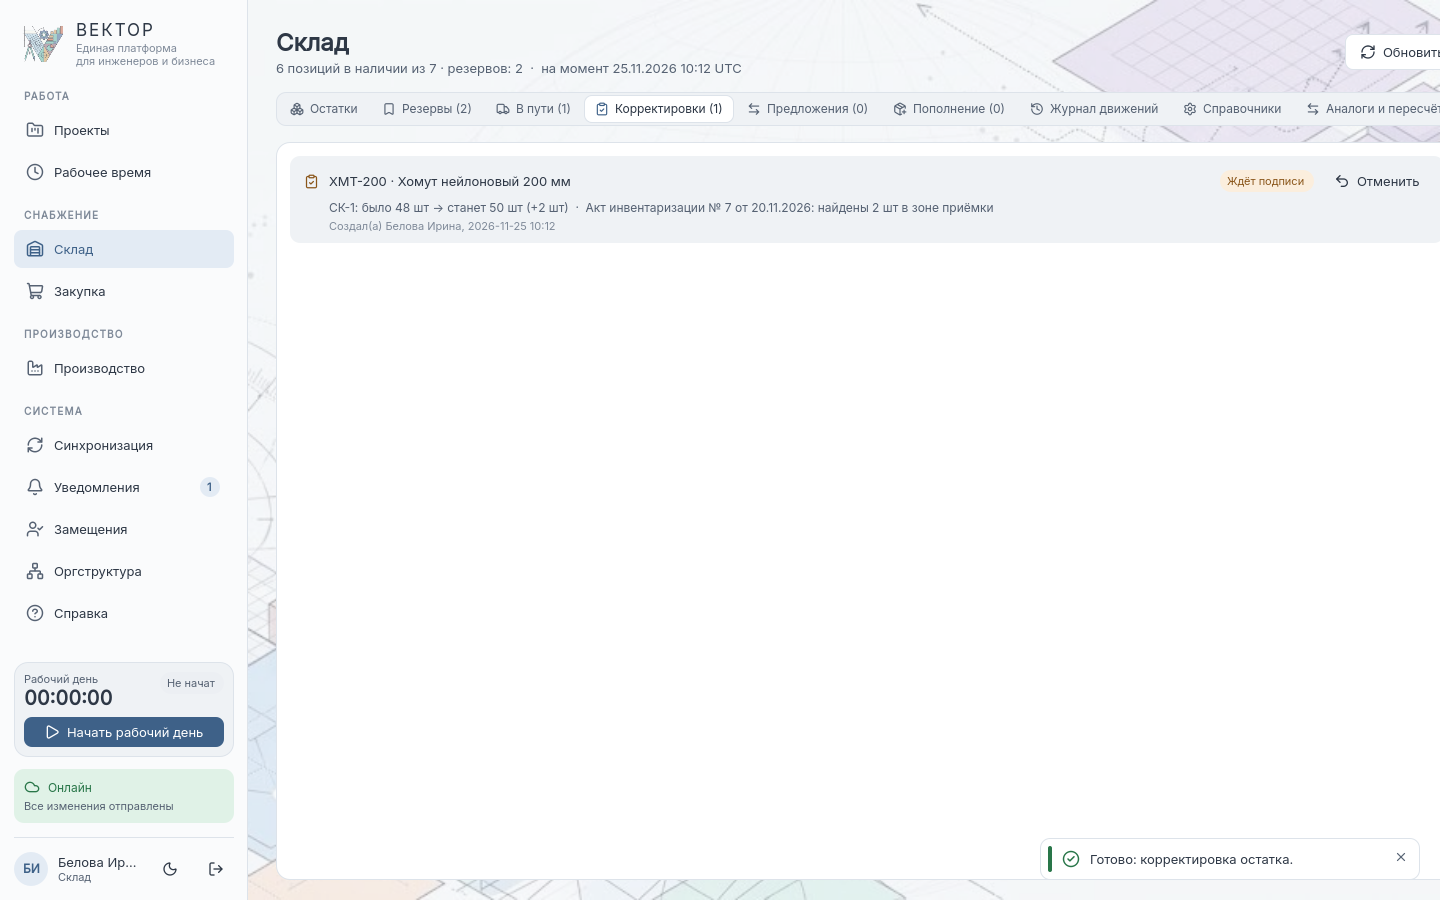 ВЕКТОР
Единая платформа
для инженеров и бизнеса
РАБОТА
Проекты
Рабочее время
СНАБЖЕНИЕ
Склад
Закупка
ПРОИЗВОДСТВО
Производство
СИСТЕМА
Синхронизация
Уведомления 1
Замещения
Оргструктура
Справка
Рабочий день
Не начат
00:00:00
Начать рабочий день
Онлайн
Все изменения отправлены
БИ
Белова Ир...
Склад
Склад
6 позиций в наличии из 7 · резервов: 2 · на момент 25.11.2026 10:12 UTC
Обновить
Остатки Резервы (2) В пути (1) Корректировки (1) Предложения (0) Пополнение (0) Журнал движений Справочники Аналоги и пересчёт
ХМТ-200 · Хомут нейлоновый 200 мм
Ждёт подписи
Отменить
СК-1: было 48 шт → станет 50 шт (+2 шт) · Акт инвентаризации № 7 от 20.11.2026: найдены 2 шт в зоне приёмки
Создал(а) Белова Ирина, 2026-11-25 10:12
Готово: корректировка остатка.